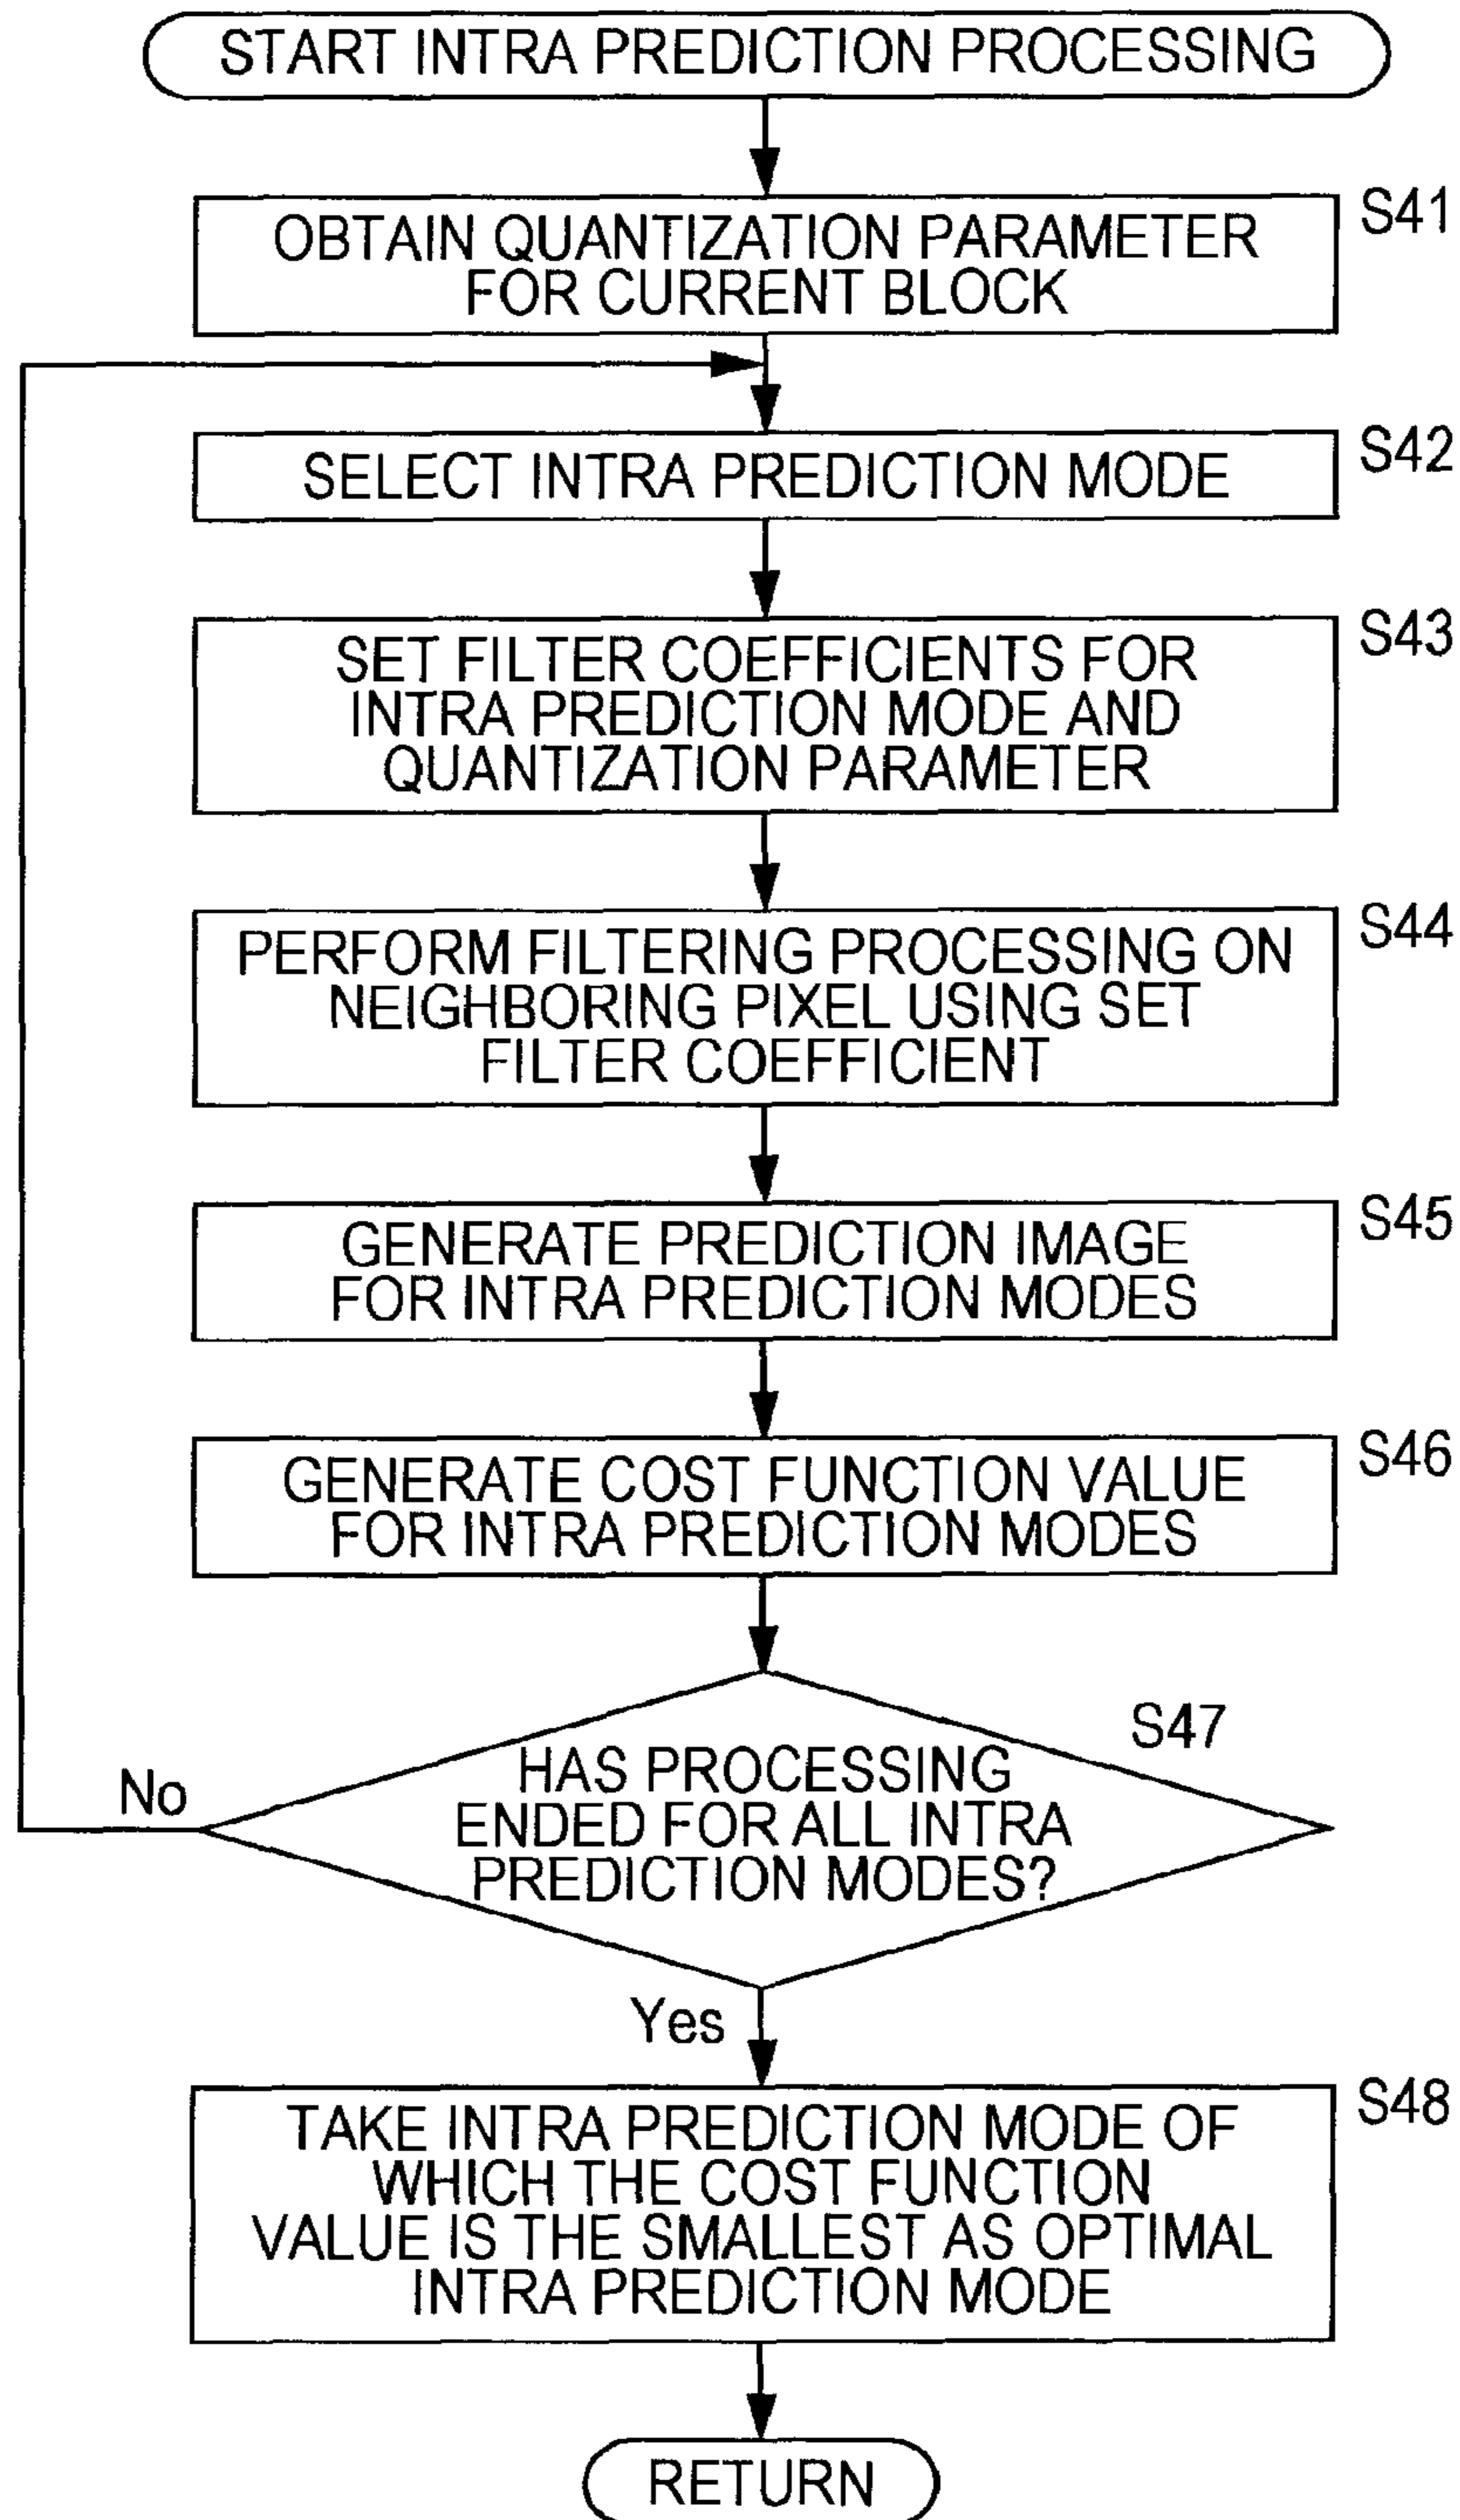 START INTRA PREDICTION PROCESSING
S41
OBTAIN QUANTIZATION PARAMETER
FOR CURRENT BLOCK
S42
SELECT INTRA PREDICTION MODE
S43
SET FILTER COEFFICIENTS FOR
INTRA PREDICTION MODE AND
QUANTIZATION PARAMETER
S44
PERFORM FILTERING PROCESSING ON
NEIGHBORING PIXEL USING SET
FILTER COEFFICIENT
S45
GENERATE PREDICTION IMAGE
FOR INTRA PREDICTION MODES
S46
GENERATE COST FUNCTION VALUE
FOR INTRA PREDICTION MODES
S47
HAS PROCESSING
ENDED FOR ALL INTRA
PREDICTION MODES?
No
Yes
S48
TAKE INTRA PREDICTION MODE OF
WHICH THE COST FUNCTION
VALUE IS THE SMALLEST AS OPTIMAL
INTRA PREDICTION MODE
RETURN